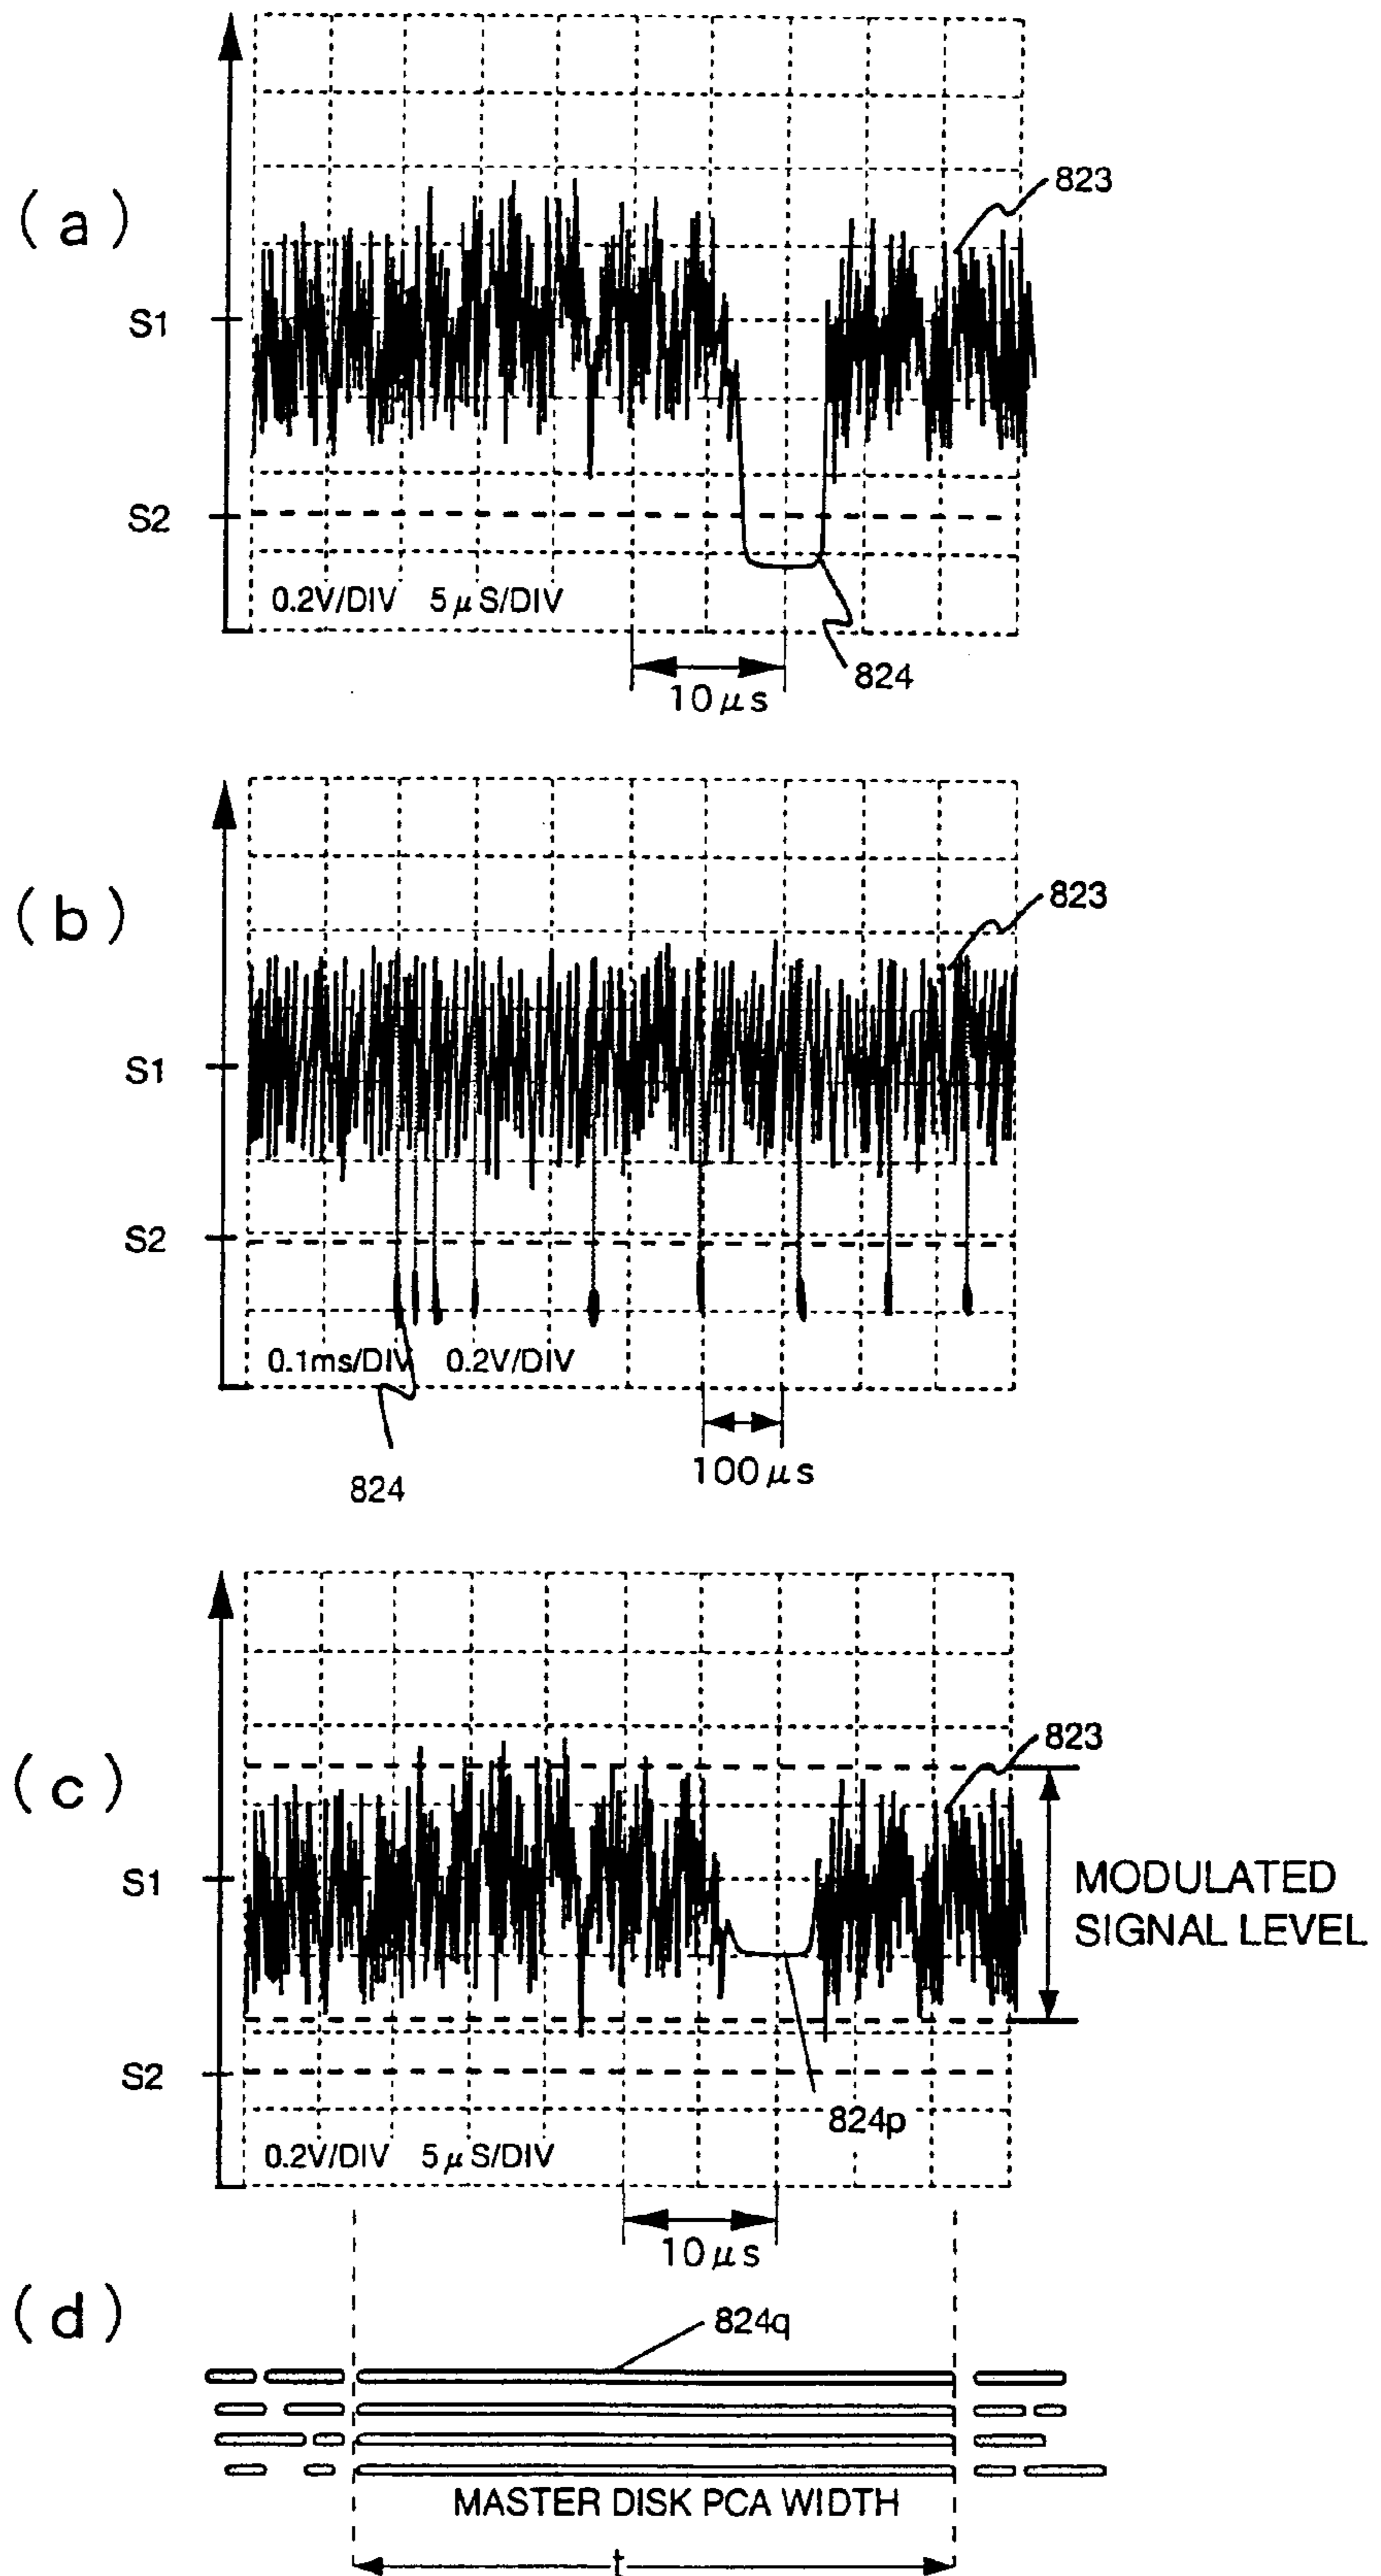 (a)
823
S1
S2
0.2V/DIV 5μS/DIV
824
10μs
(b)
823
S1
S2
0.1ms/DIV 0.2V/DIV
824
100μs
(c)
823
S1
MODULATED
SIGNAL LEVEL
S2
824p
0.2V/DIV 5μS/DIV
10μs
(d)
824q
MASTER DISK PCA WIDTH
t